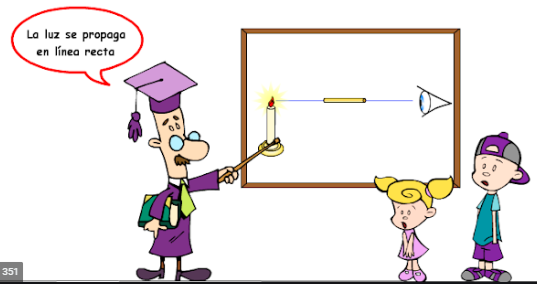 La luz se propaga
en línea recta
351